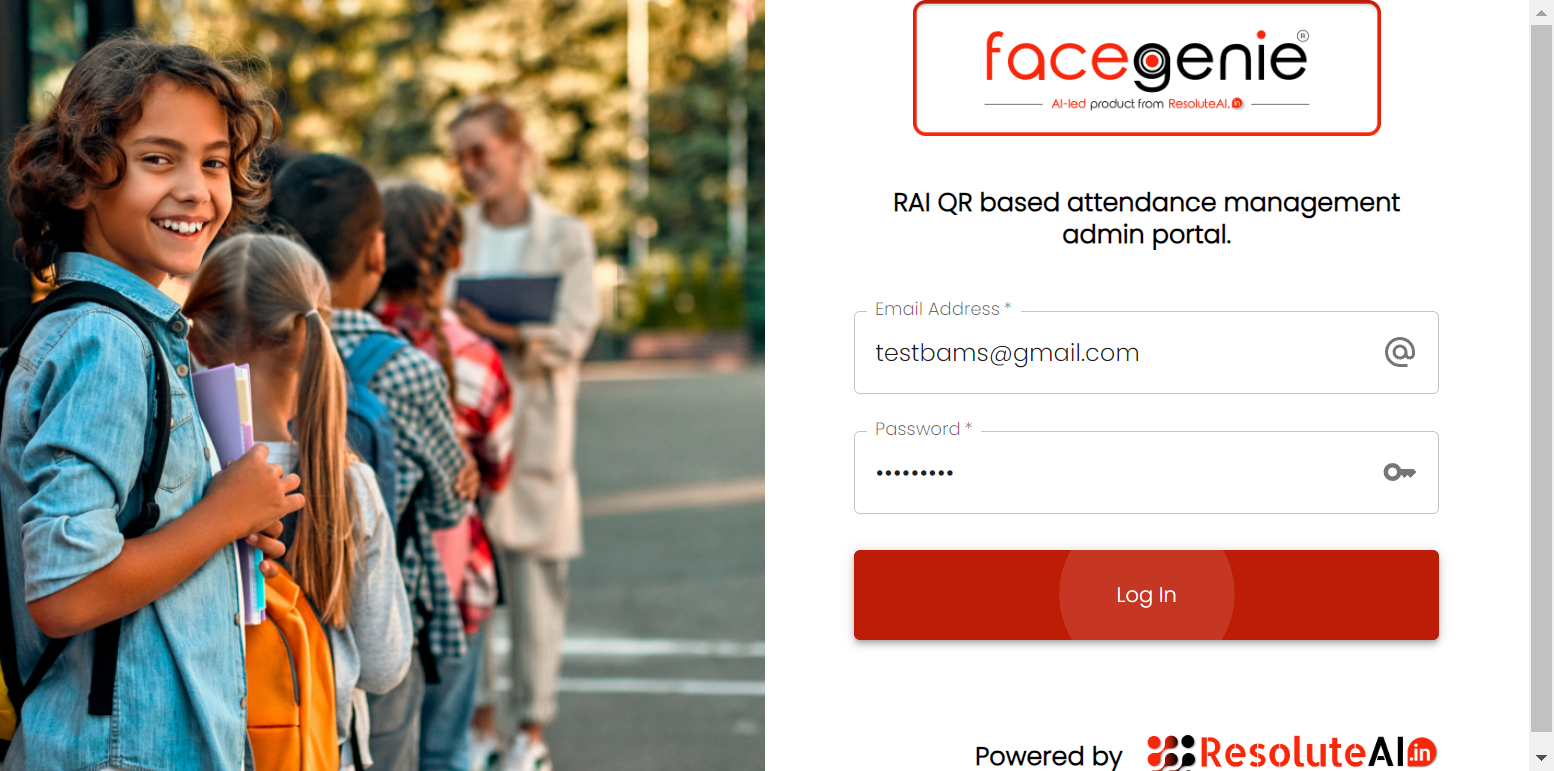 facegenie®
AI-led product from ResoluteAI.in
RAI QR based attendance management
admin portal.
Email Address *
testbams@gmail.com
Password *
•••••••••
Log In
Powered by ResoluteAI.in